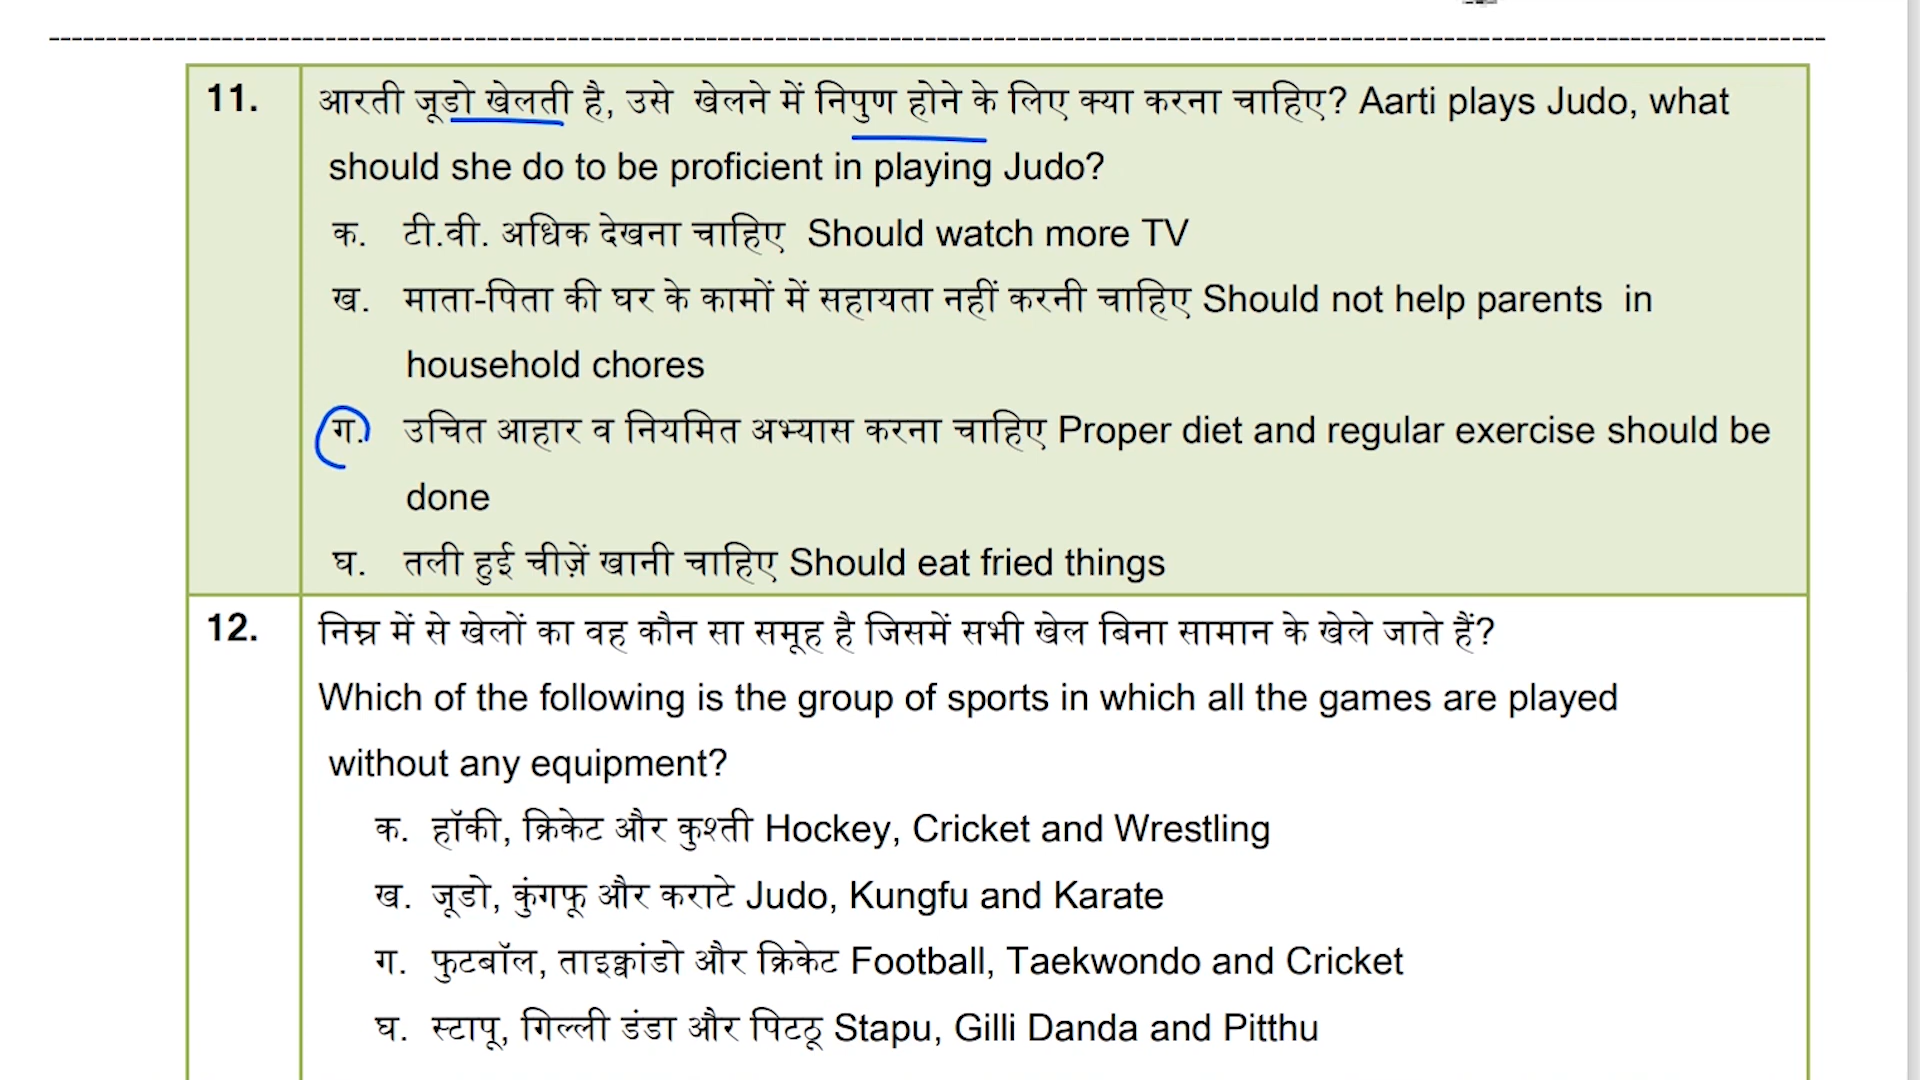 11. आरती जूडो खेलती है, उसे खेलने में निपुण होने के लिए क्या करना चाहिए? Aarti plays Judo, what
should she do to be proficient in playing Judo?
क. टी.वी. अधिक देखना चाहिए Should watch more TV
ख. माता-पिता की घर के कामों में सहायता नहीं करनी चाहिए Should not help parents in
household chores
ग. उचित आहार व नियमित अभ्यास करना चाहिए Proper diet and regular exercise should be
done
घ. तली हुई चीज़ें खानी चाहिए Should eat fried things
12. निम्न में से खेलों का वह कौन सा समूह है जिसमें सभी खेल बिना सामान के खेले जाते हैं?
Which of the following is the group of sports in which all the games are played
without any equipment?
क. हॉकी, क्रिकेट और कुश्ती Hockey, Cricket and Wrestling
ख. जूडो, कुंगफू और कराटे Judo, Kungfu and Karate
ग. फुटबॉल, ताइक्वांडो और क्रिकेट Football, Taekwondo and Cricket
घ. स्टापू, गिल्ली डंडा और पिटठू Stapu, Gilli Danda and Pitthu